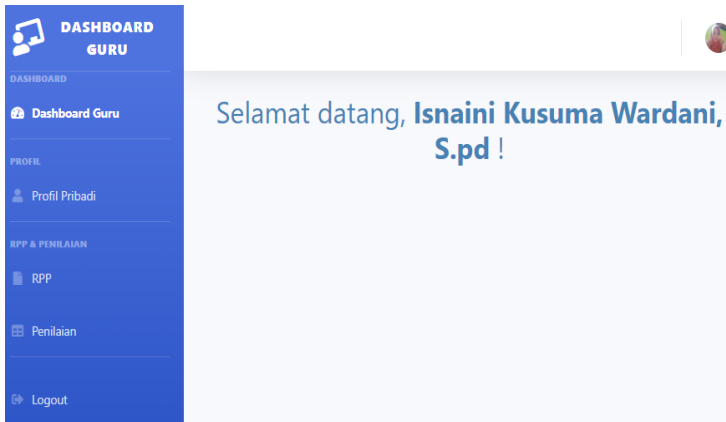 DASHBOARD
GURU
DASHBOARD
Dashboard Guru
PROFIL
Profil Pribadi
RPP & PENILAIAN
RPP
Penilaian
Logout
Selamat datang, Isnaini Kusuma Wardani,
S.pd !